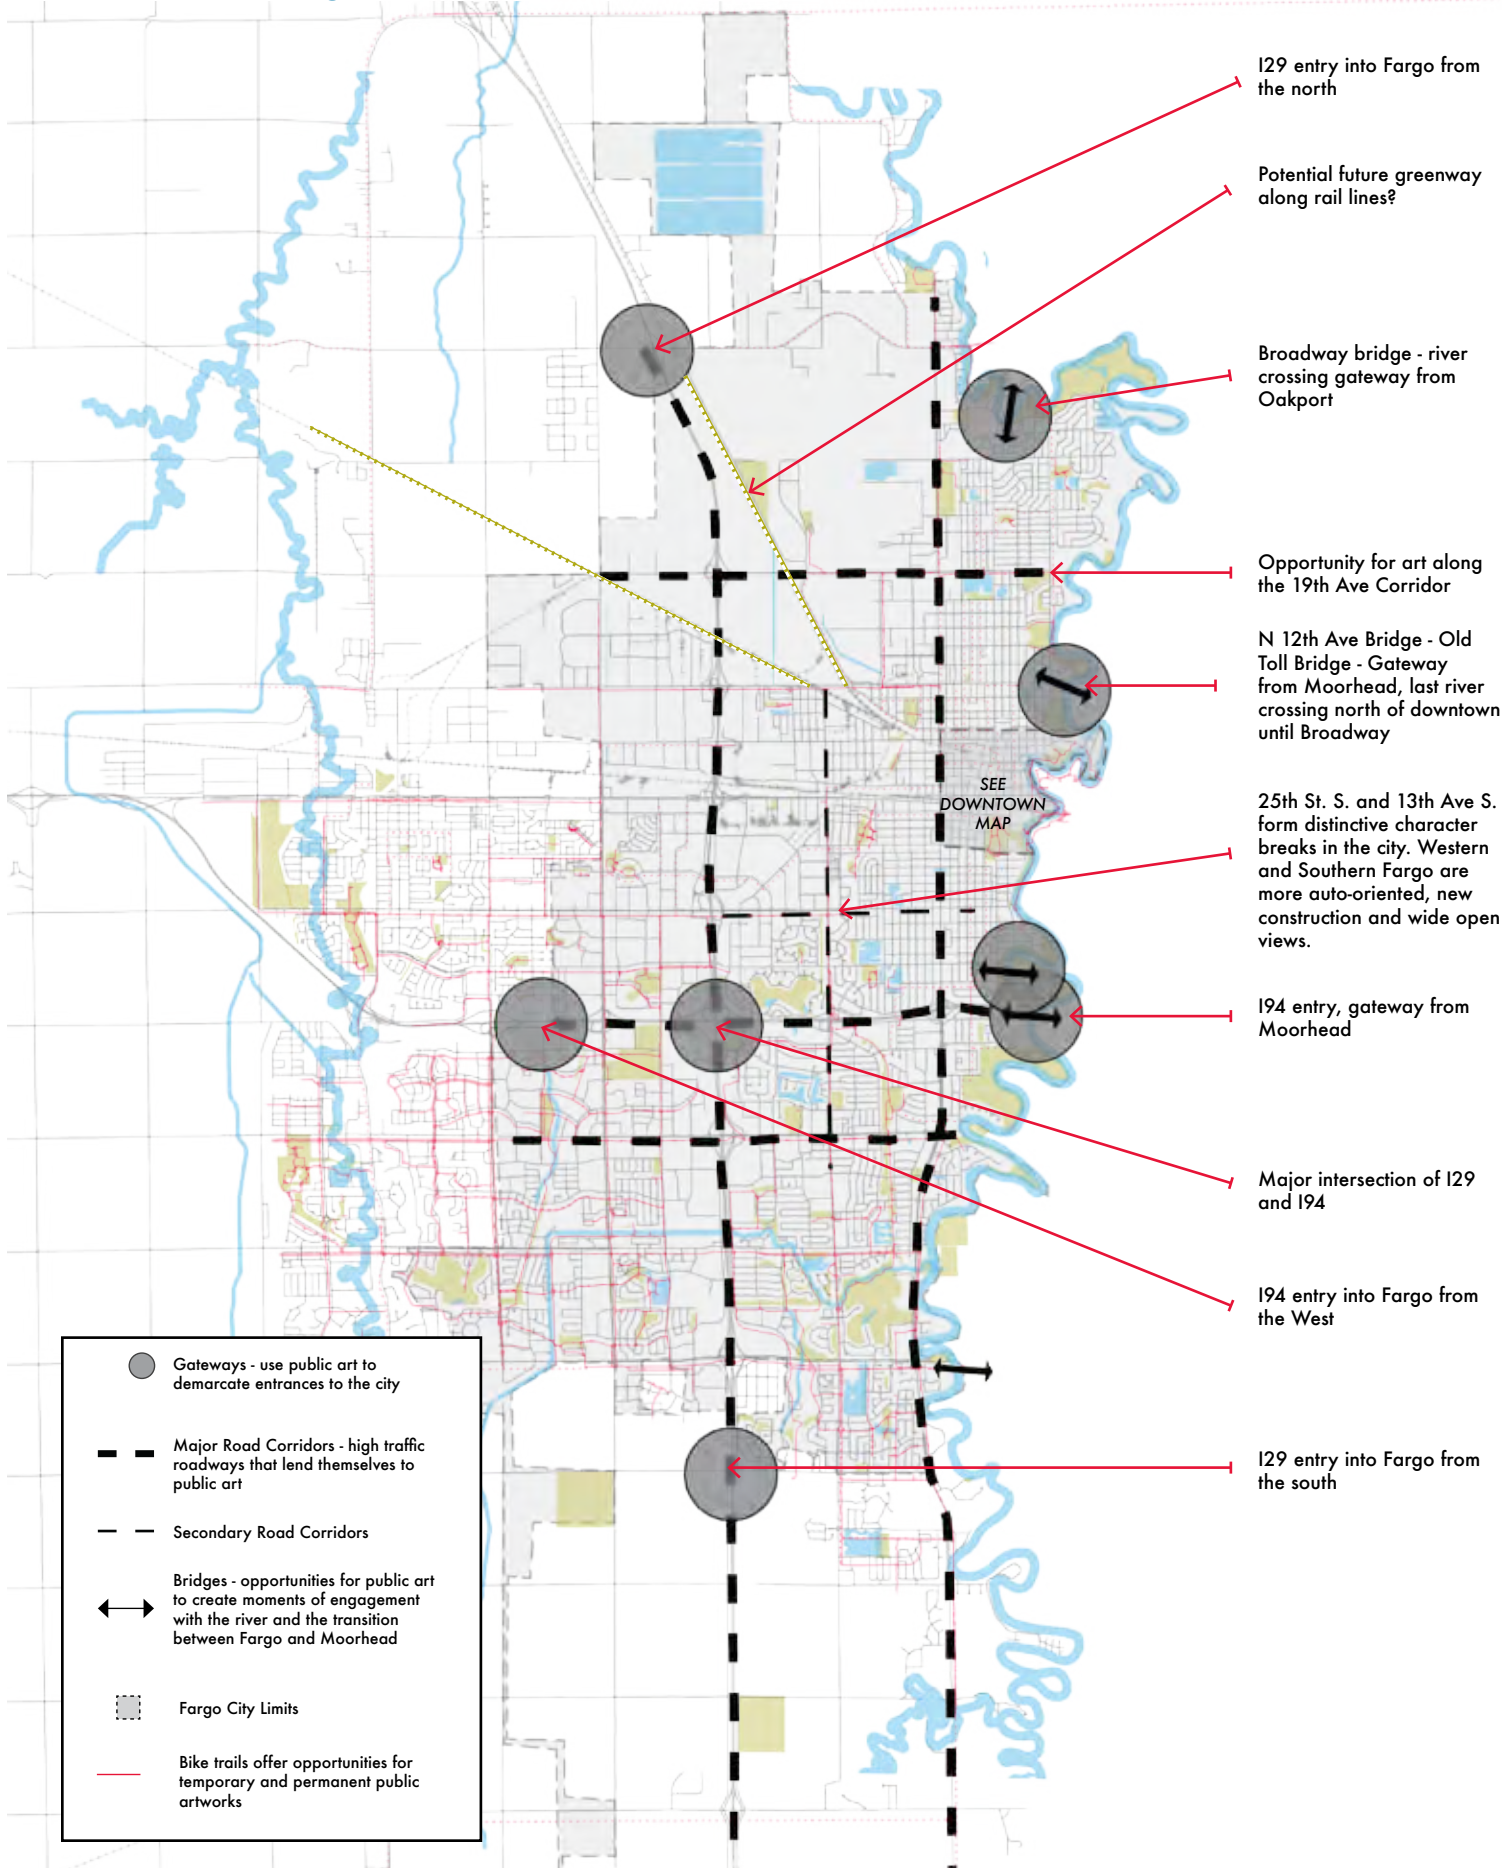 I29 entry into Fargo from
the north
Potential future greenway
along rail lines?
Broadway bridge - river
crossing gateway from
Oakport
Opportunity for art along
the 19th Ave Corridor
N 12th Ave Bridge - Old
Toll Bridge - Gateway
from Moorhead, last river
crossing north of downtown
until Broadway
SEE
DOWNTOWN
MAP
25th St. S. and 13th Ave S.
form distinctive character
breaks in the city. Western
and Southern Fargo are
more auto-oriented, new
construction and wide open
views.
I94 entry, gateway from
Moorhead
Major intersection of I29
and I94
I94 entry into Fargo from
the West
I29 entry into Fargo from
the south
Gateways - use public art to
demarcate entrances to the city
Major Road Corridors - high traffic
roadways that lend themselves to
public art
Secondary Road Corridors
Bridges - opportunities for public art
to create moments of engagement
with the river and the transition
between Fargo and Moorhead
Fargo City Limits
Bike trails offer opportunities for
temporary and permanent public
artworks